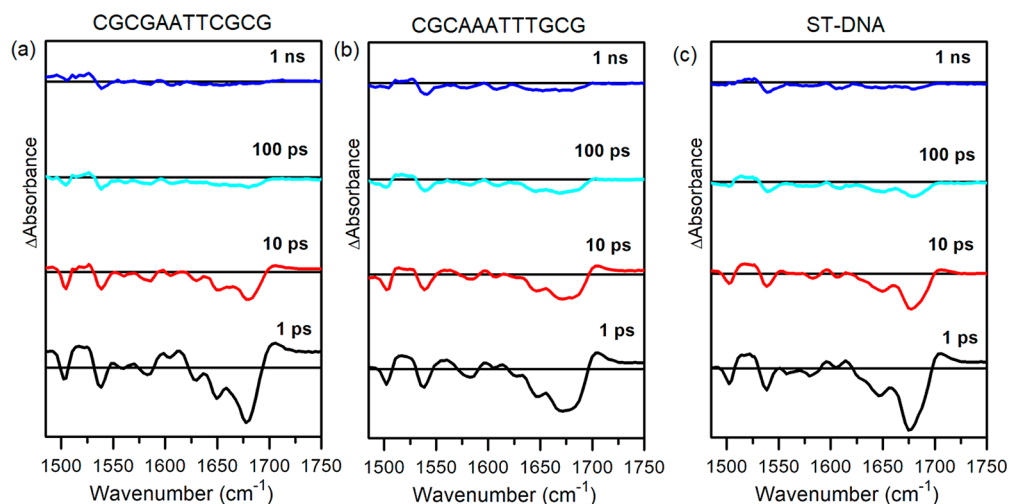 CGCGAATTCGCG
CGCAAATTTGCG
ST-DNA
(a)
1 ns
100 ps
10 ps
1 ps
ΔAbsorbance
1500 1550 1600 1650 1700 1750
Wavenumber (cm⁻¹)
(b)
1 ns
100 ps
10 ps
1 ps
ΔAbsorbance
1500 1550 1600 1650 1700 1750
Wavenumber (cm⁻¹)
(c)
1 ns
100 ps
10 ps
1 ps
ΔAbsorbance
1500 1550 1600 1650 1700 1750
Wavenumber (cm⁻¹)